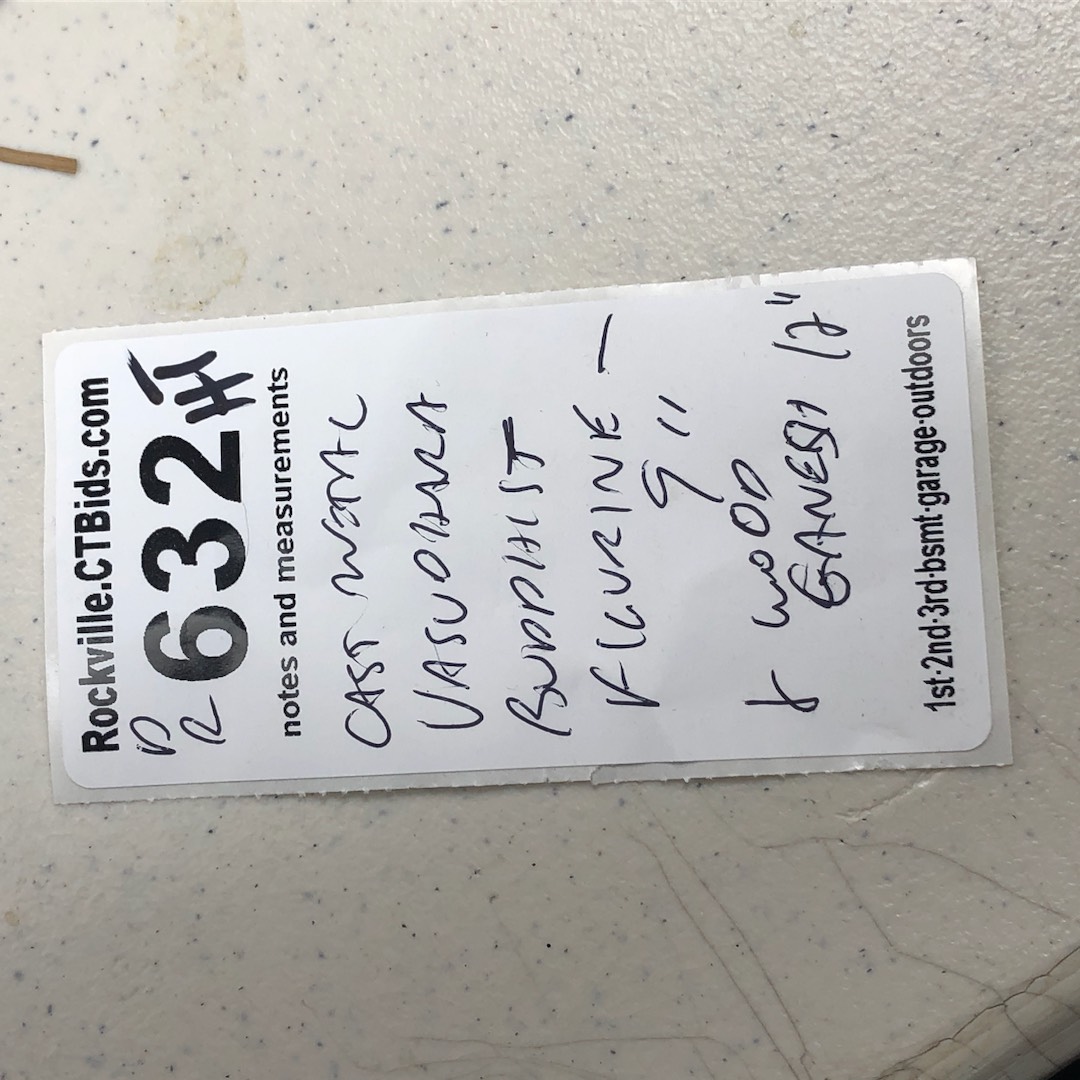 Rockville.CTBids.com
DR 632
notes and measurements
CAST METAL
VASUDHARA
BUDDHIST
FIGURINE —
9"
+ WOOD
GANESH 12"
1st·2nd·3rd·bsmt·garage·outdoors